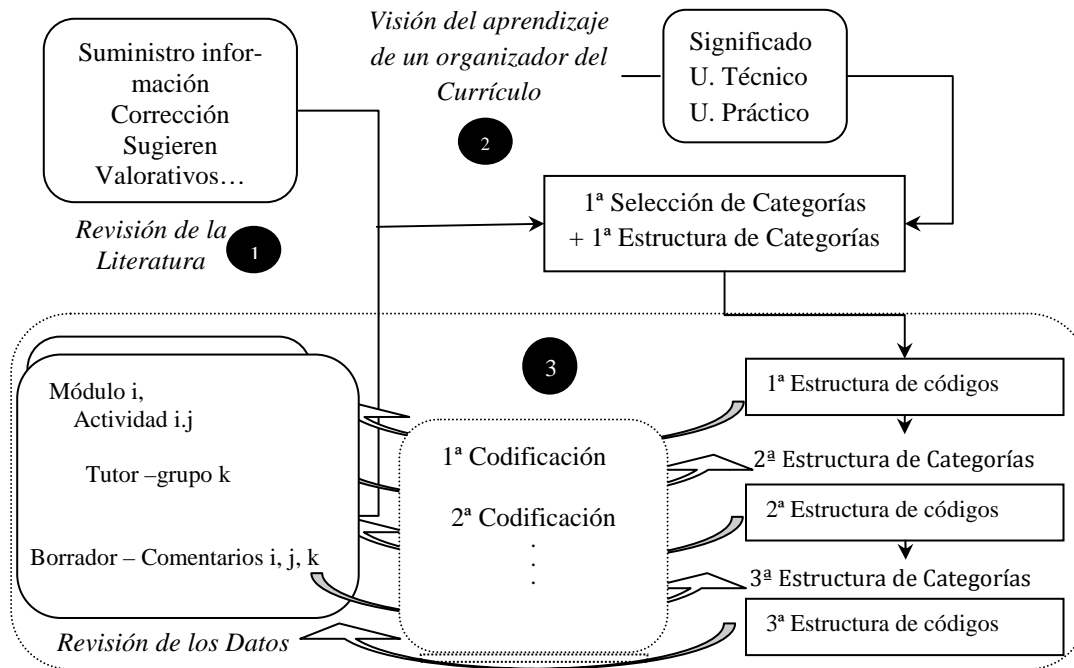 Suministro infor-
mación
Corrección
Sugieren
Valorativos…
Visión del aprendizaje
de un organizador del
Currículo
2
Significado
U. Técnico
U. Práctico
Revisión de la
Literatura
1
1ª Selección de Categorías
+ 1ª Estructura de Categorías
3
Módulo i,
Actividad i.j
Tutor –grupo k
Borrador – Comentarios i, j, k
Revisión de los Datos
1ª Codificación
2ª Codificación
.
.
.
1ª Estructura de códigos
2ª Estructura de Categorías
2ª Estructura de códigos
3ª Estructura de Categorías
3ª Estructura de códigos